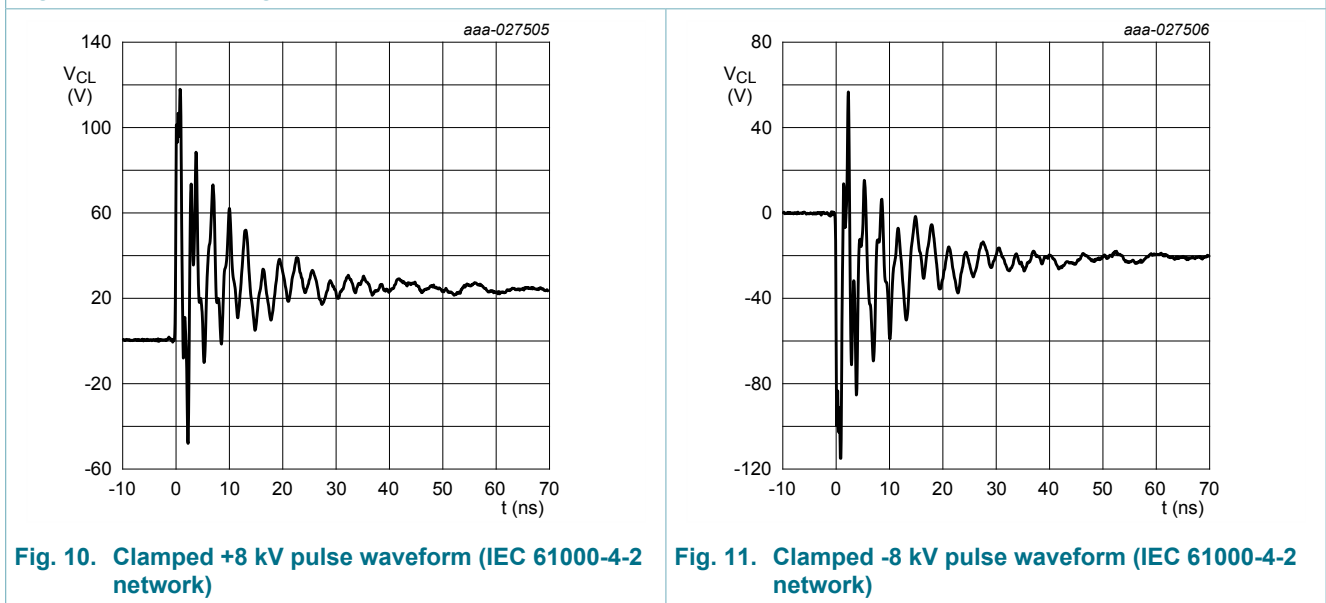 aaa-027505
140
VCL
(V)
100
60
20
-20
-60
-10 0 10 20 30 40 50 60 70
t (ns)
Fig. 10. Clamped +8 kV pulse waveform (IEC 61000-4-2
network)
aaa-027506
80
VCL
(V)
40
0
-40
-80
-120
-10 0 10 20 30 40 50 60 70
t (ns)
Fig. 11. Clamped -8 kV pulse waveform (IEC 61000-4-2
network)